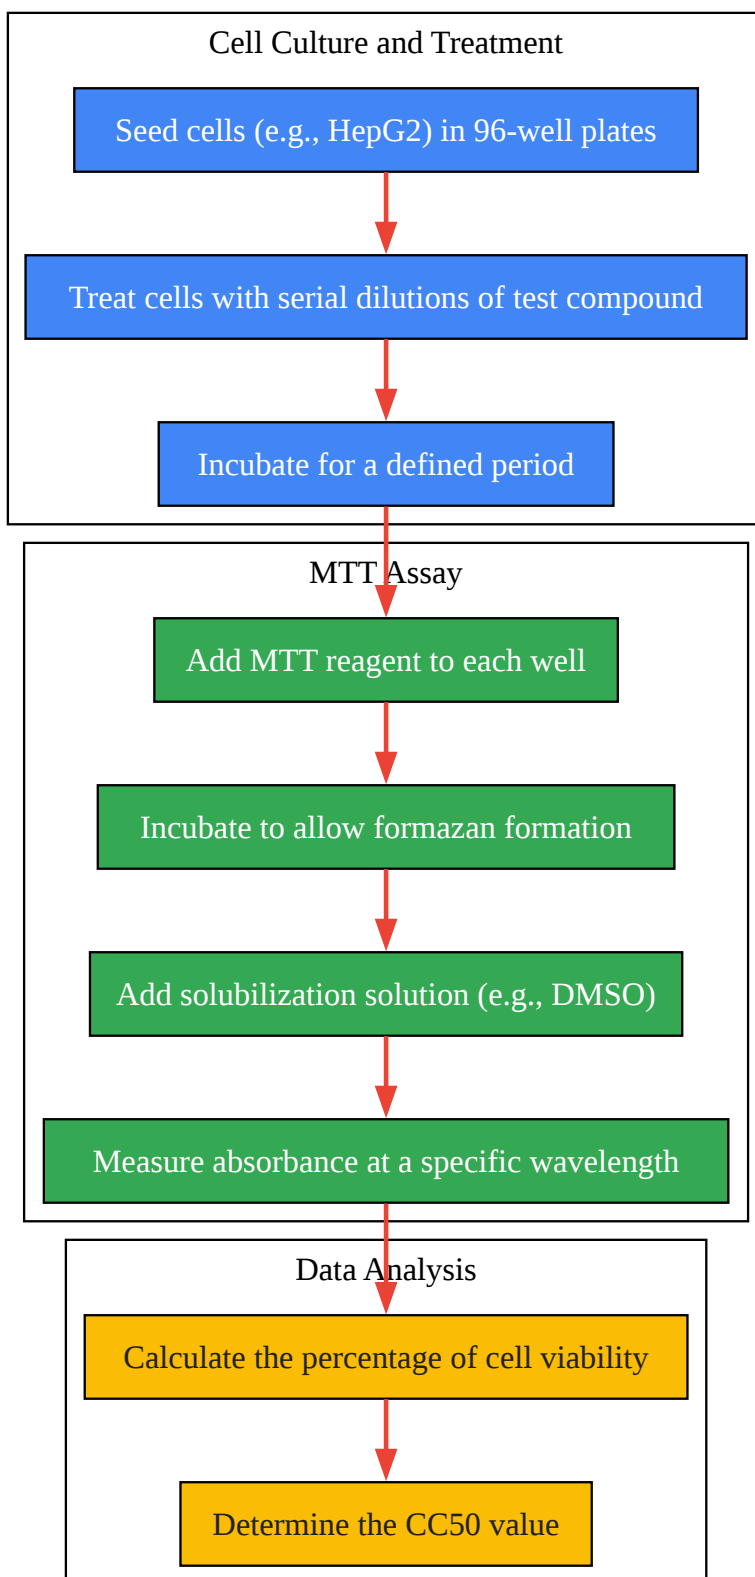 Cell Culture and Treatment
Seed cells (e.g., HepG2) in 96-well plates
Treat cells with serial dilutions of test compound
Incubate for a defined period
MTT Assay
Add MTT reagent to each well
Incubate to allow formazan formation
Add solubilization solution (e.g., DMSO)
Measure absorbance at a specific wavelength
Data Analysis
Calculate the percentage of cell viability
Determine the CC50 value